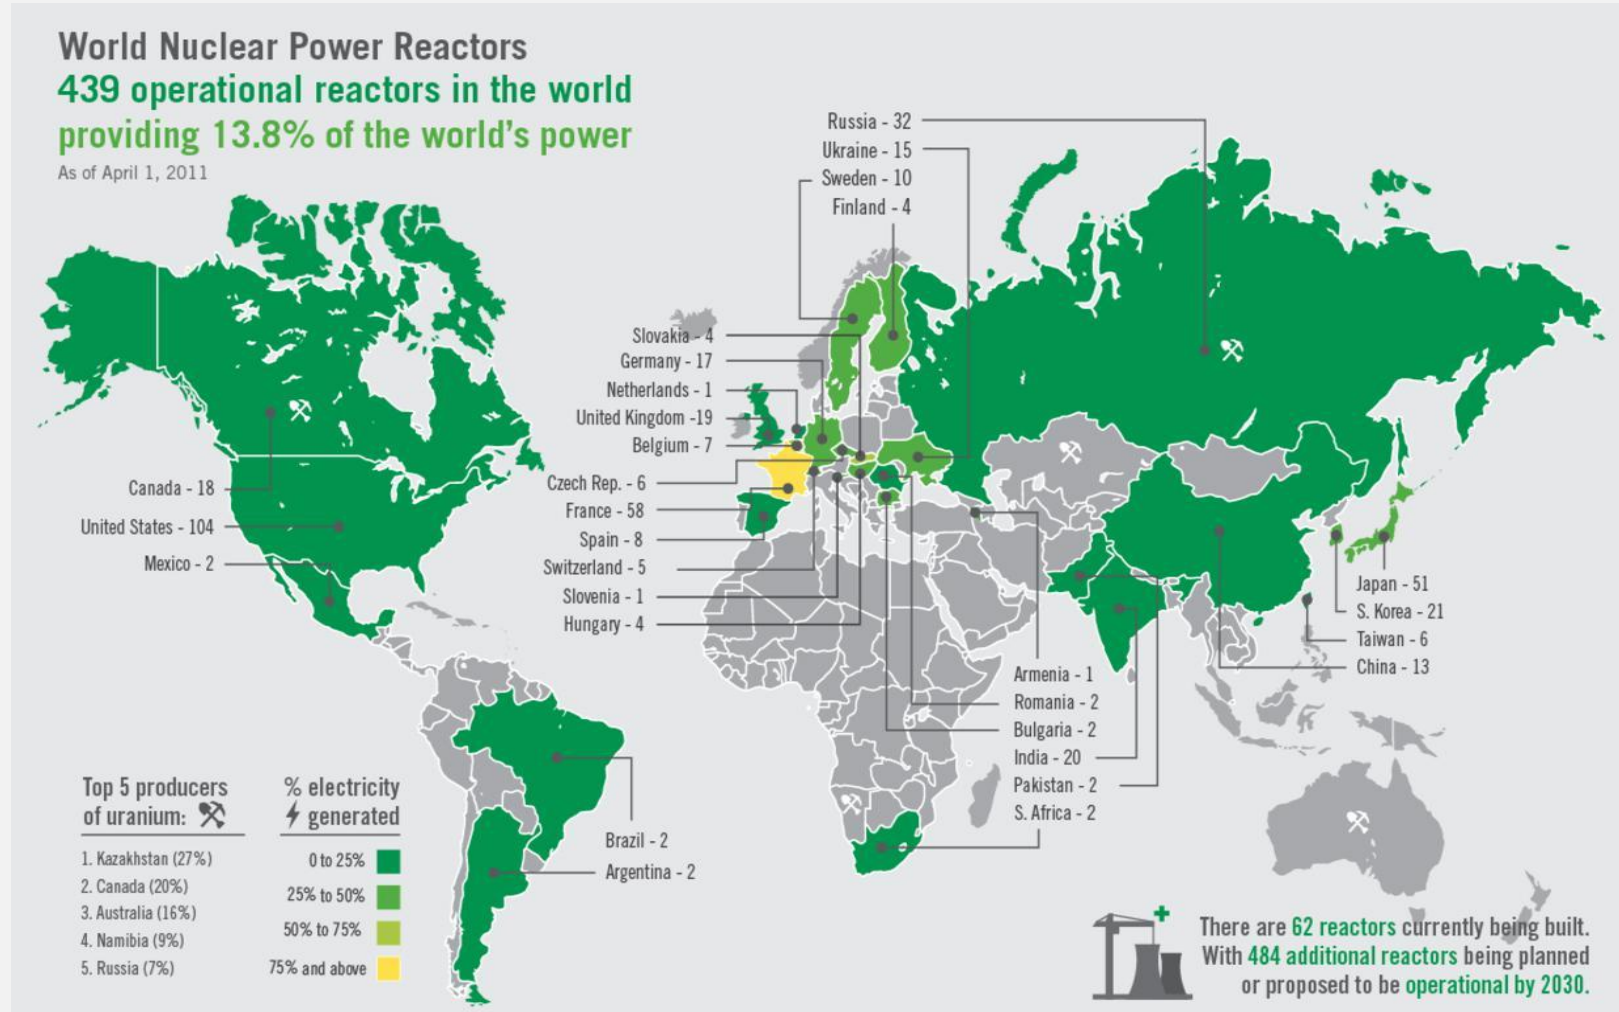 World Nuclear Power Reactors
439 operational reactors in the world
providing 13.8% of the world's power
As of April 1, 2011
Russia - 32
Ukraine - 15
Sweden - 10
Finland - 4
Slovakia - 4
Germany - 17
Netherlands - 1
United Kingdom -19
Belgium - 7
Czech Rep. - 6
France - 58
Spain - 8
Switzerland - 5
Slovenia - 1
Hungary - 4
Canada - 18
United States - 104
Mexico - 2
Japan - 51
S. Korea - 21
Taiwan - 6
China - 13
Armenia - 1
Romania - 2
Bulgaria - 2
India - 20
Pakistan - 2
S. Africa - 2
Brazil - 2
Argentina - 2
Top 5 producers
of uranium:
1. Kazakhstan (27%)
2. Canada (20%)
3. Australia (16%)
4. Namibia (9%)
5. Russia (7%)
% electricity
generated
0 to 25%
25% to 50%
50% to 75%
75% and above
There are 62 reactors currently being built.
With 484 additional reactors being planned
or proposed to be operational by 2030.